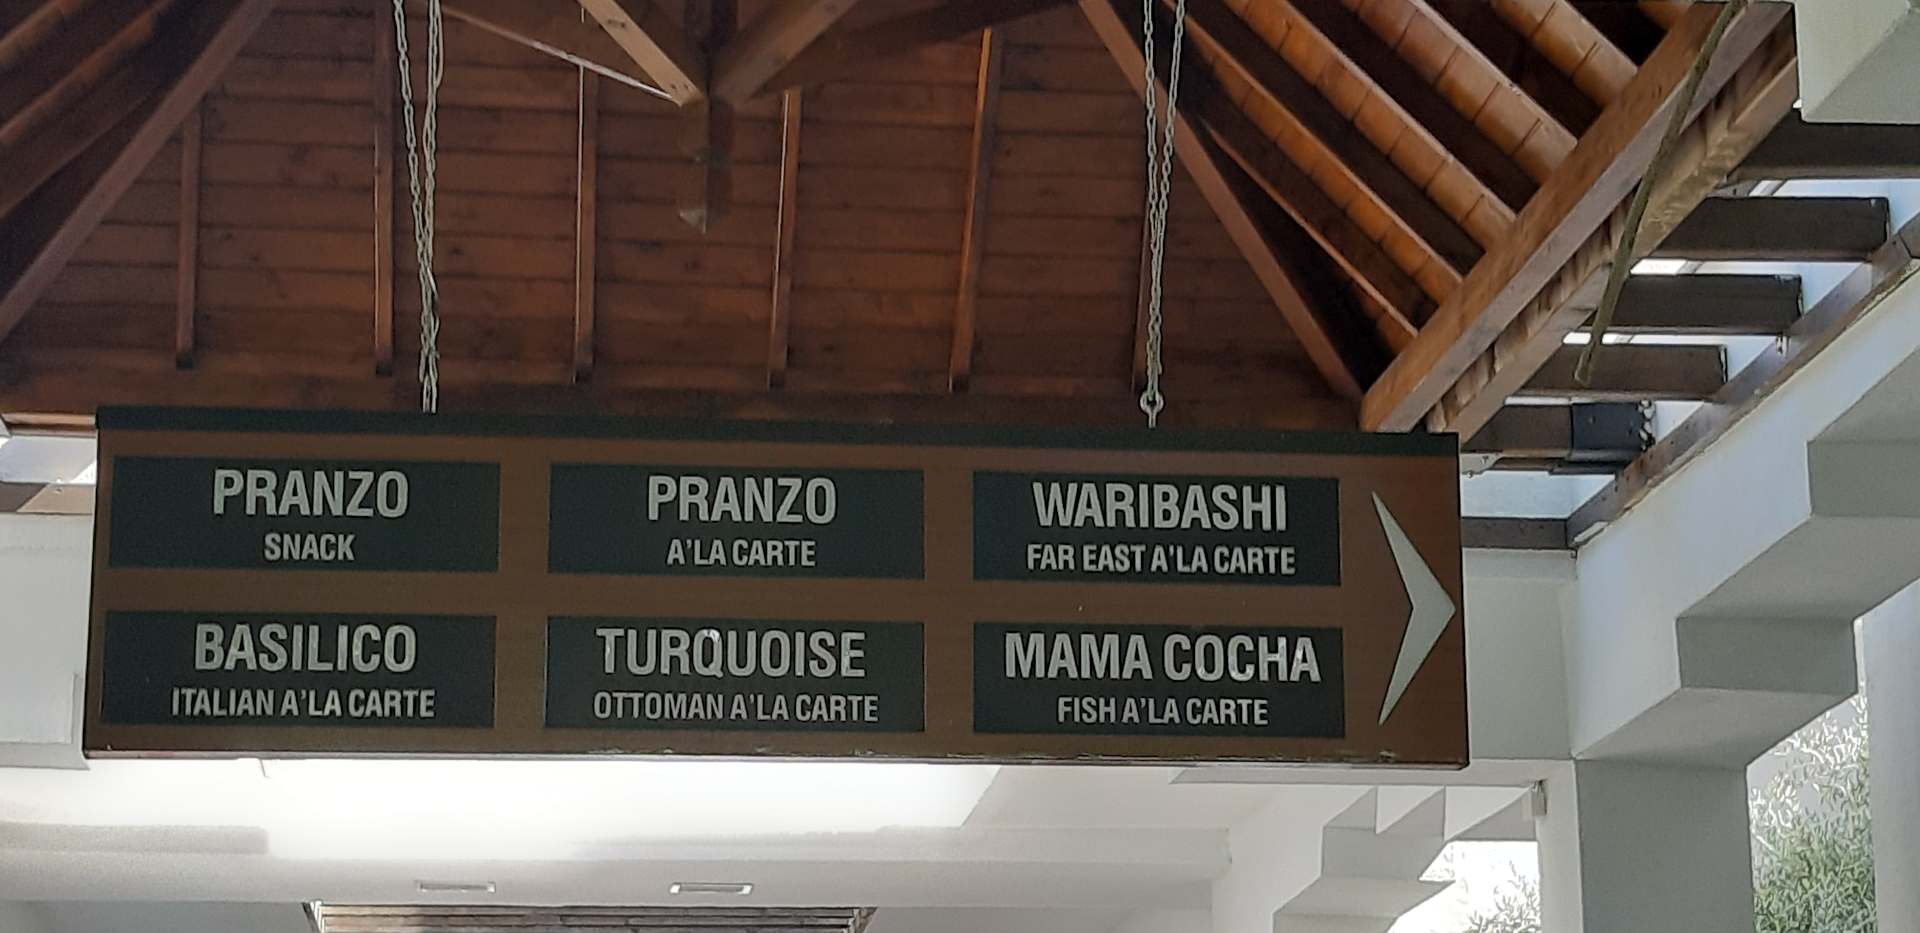 PRANZO
SNACK
PRANZO
A'LA CARTE
WARIBASHI
FAR EAST A'LA CARTE
BASILICO
ITALIAN A'LA CARTE
TURQUOISE
OTTOMAN A'LA CARTE
MAMA COCHA
FISH A'LA CARTE